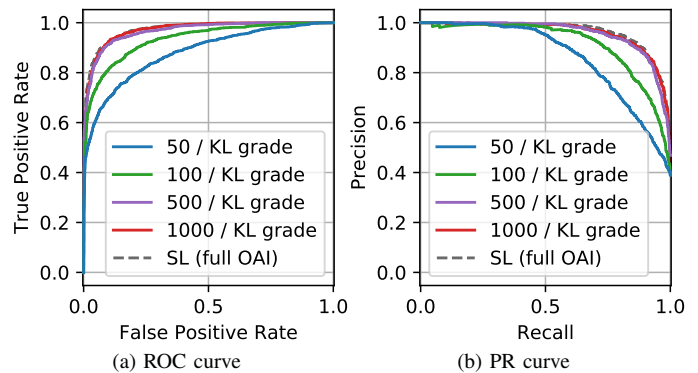 1.0
0.8
0.6
0.4
0.2
0.0
True Positive Rate
50 / KL grade
100 / KL grade
500 / KL grade
1000 / KL grade
SL (full OAI)
0.0 0.5 1.0
False Positive Rate
(a) ROC curve
1.0
0.8
0.6
0.4
0.2
0.0
Precision
50 / KL grade
100 / KL grade
500 / KL grade
1000 / KL grade
SL (full OAI)
0.0 0.5 1.0
Recall
(b) PR curve